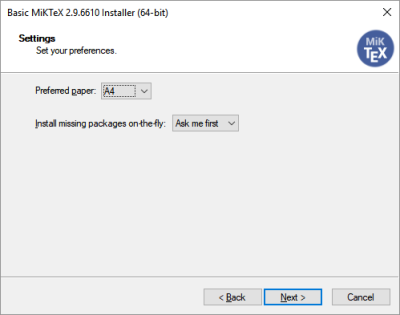 Basic MiKTeX 2.9.6610 Installer (64-bit)
Settings
Set your preferences.
MiK
TEX
Preferred paper: A4
Install missing packages on-the-fly: Ask me first
< Back Next > Cancel